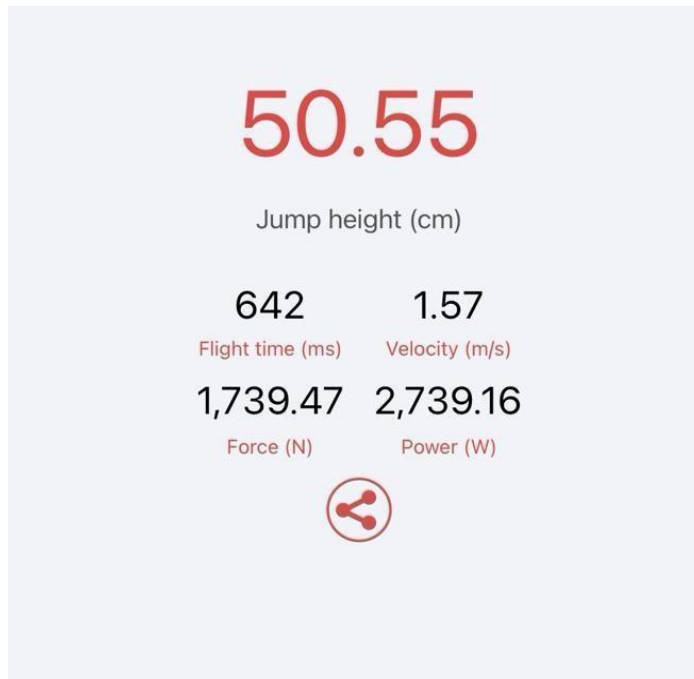 50.55
Jump height (cm)
642 1.57
Flight time (ms) Velocity (m/s)
1,739.47 2,739.16
Force (N) Power (W)